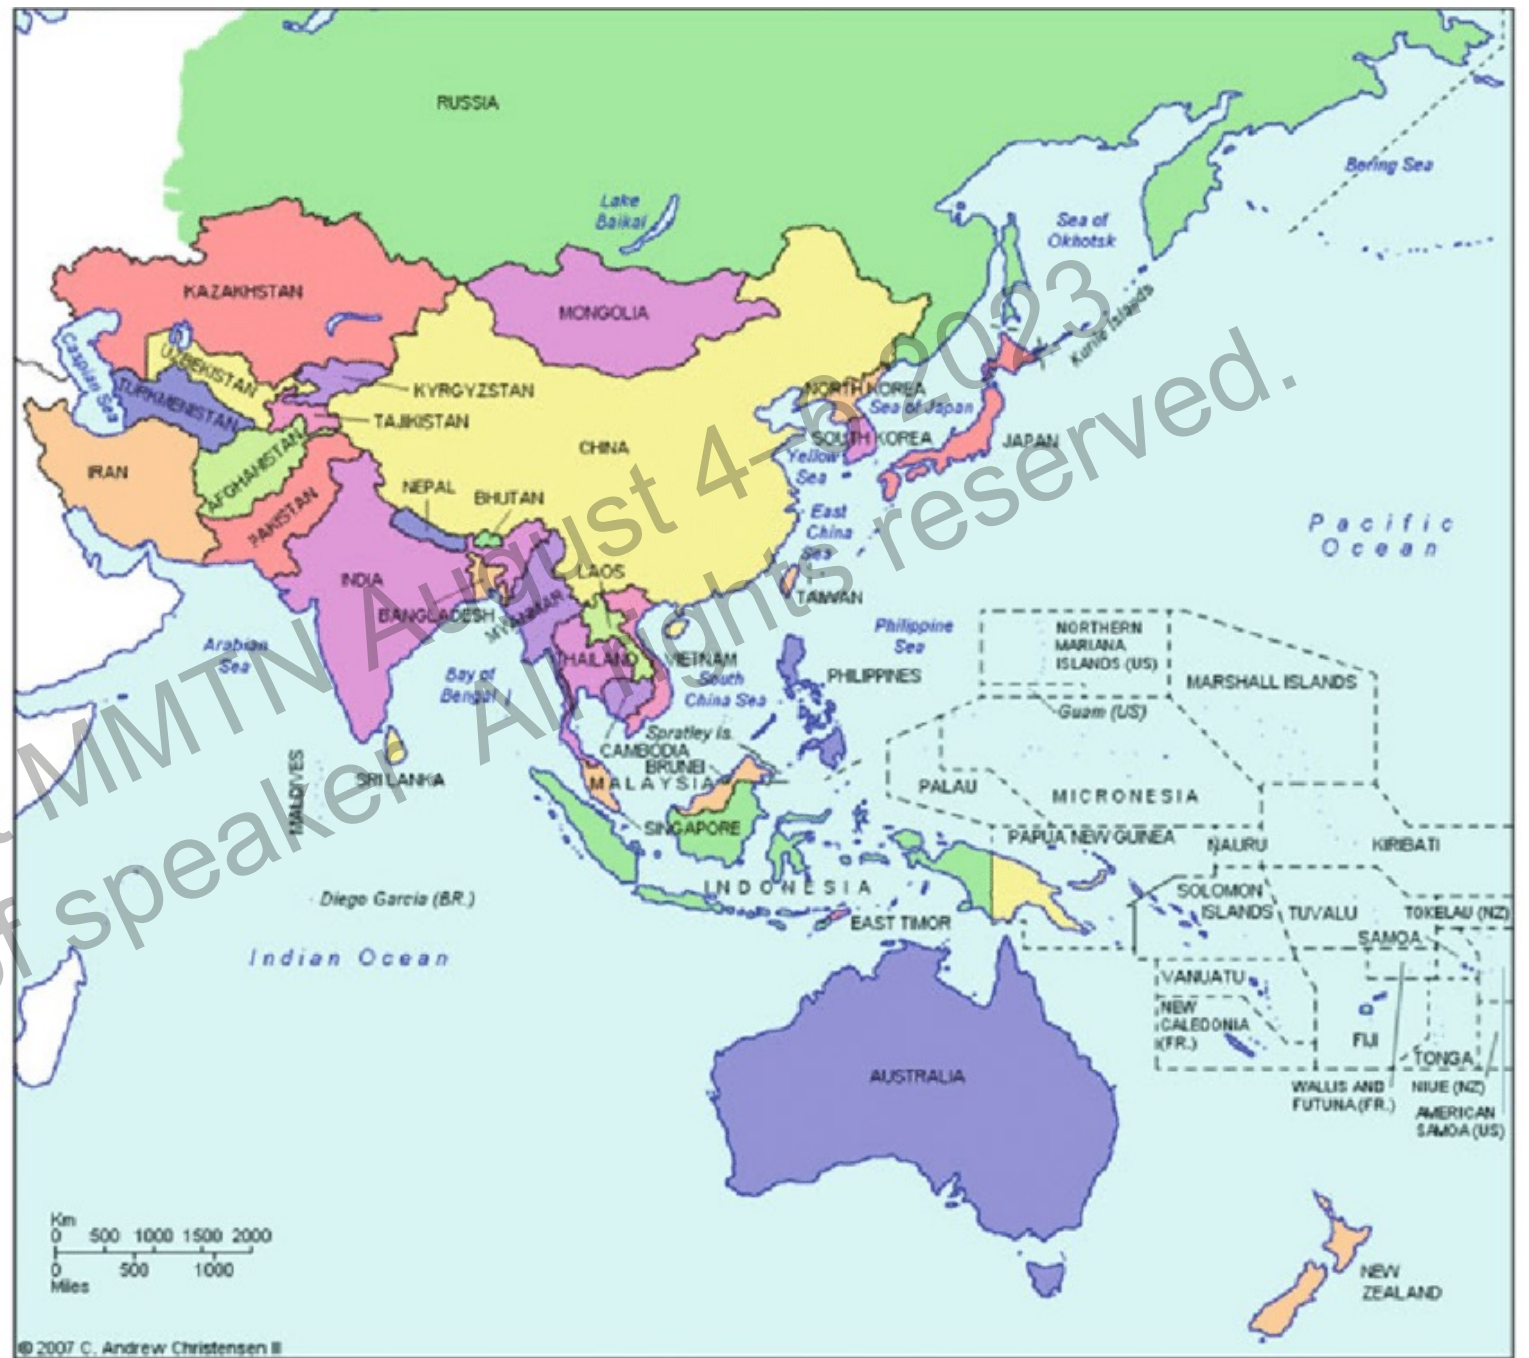 RUSSIA
Bering Sea
Lake
Baikal
Sea of
Okhotsk
KAZAKHSTAN
MONGOLIA
Kurile Islands
Caspian Sea
UZBEKISTAN
TURKMENISTAN
KYRGYZSTAN
TAJIKISTAN
NORTH KOREA
Sea of Japan
SOUTH KOREA
JAPAN
CHINA
Yellow
Sea
IRAN
AFGHANISTAN
PAKISTAN
NEPAL
BHUTAN
East
China
Sea
Pacific
Ocean
INDIA
LAOS
TAIWAN
BANGLADESH
MYANMAR
Arabian
Sea
Bay of
Bengal
THAILAND
VIETNAM
South
China Sea
Philippine
Sea
PHILIPPINES
NORTHERN
MARIANA
ISLANDS (US)
MARSHALL ISLANDS
Guam (US)
Spratley Is.
CAMBODIA
BRUNEI
MALAYSIA
MALDIVES
SRI LANKA
SINGAPORE
PALAU
MICRONESIA
PAPUA NEW GUINEA
NAURU
KIRIBATI
INDONESIA
Diego Garcia (BR.)
EAST TIMOR
SOLOMON
ISLANDS
TUVALU
TOKELAU (NZ)
SAMOA
Indian Ocean
VANUATU
NEW
CALEDONIA
(FR.)
FIJI
TONGA
AUSTRALIA
WALLIS AND
FUTUNA (FR.)
NIUE (NZ)
AMERICAN
SAMOA (US)
NEW
ZEALAND
Km
0 500 1000 1500 2000
0 500 1000
Miles
© 2007 C. Andrew Christensen III
MMTN August 4-6 2023
of speaker All rights reserved.